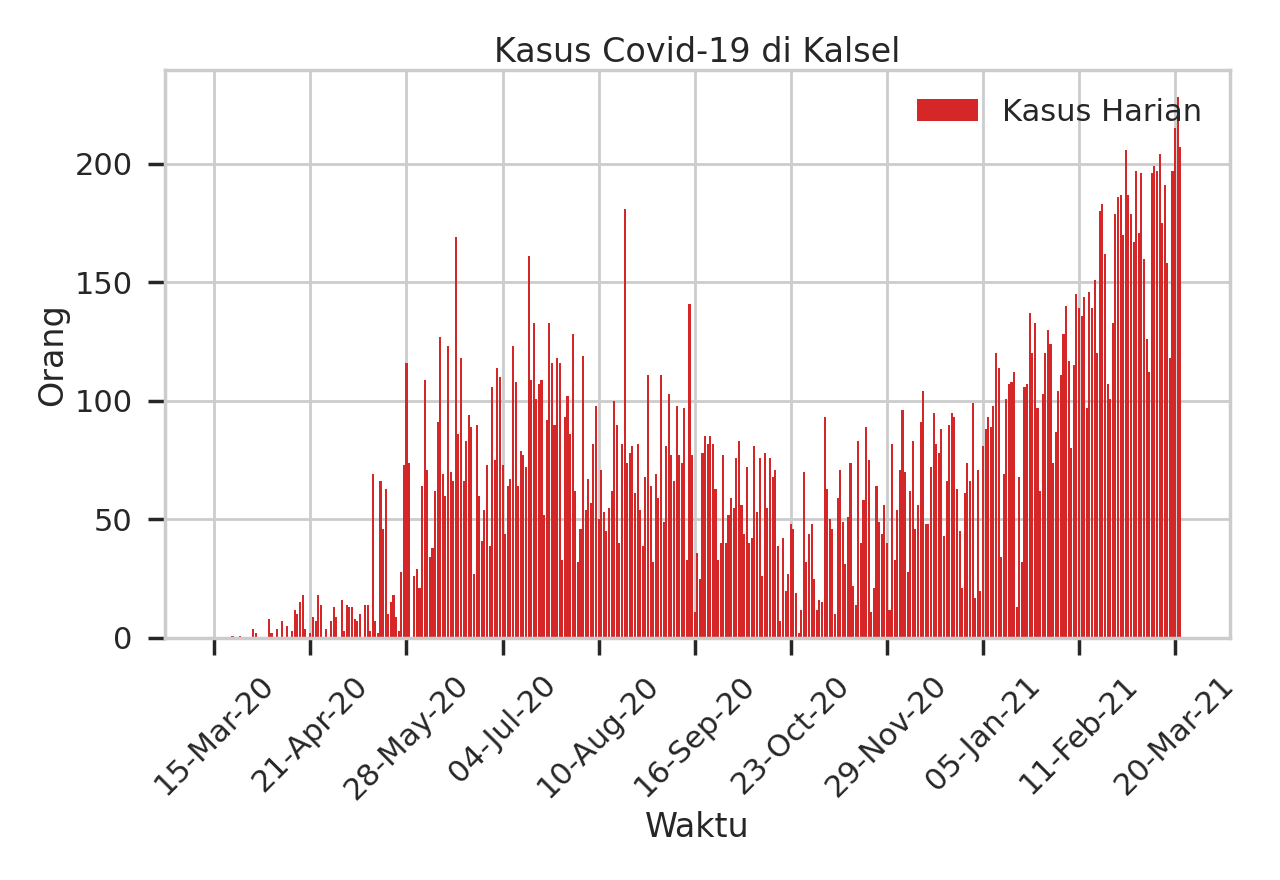 Kasus Covid-19 di Kalsel
Kasus Harian
Orang
200
150
100
50
0
15-Mar-20
21-Apr-20
28-May-20
04-Jul-20
10-Aug-20
16-Sep-20
23-Oct-20
29-Nov-20
05-Jan-21
11-Feb-21
20-Mar-21
Waktu